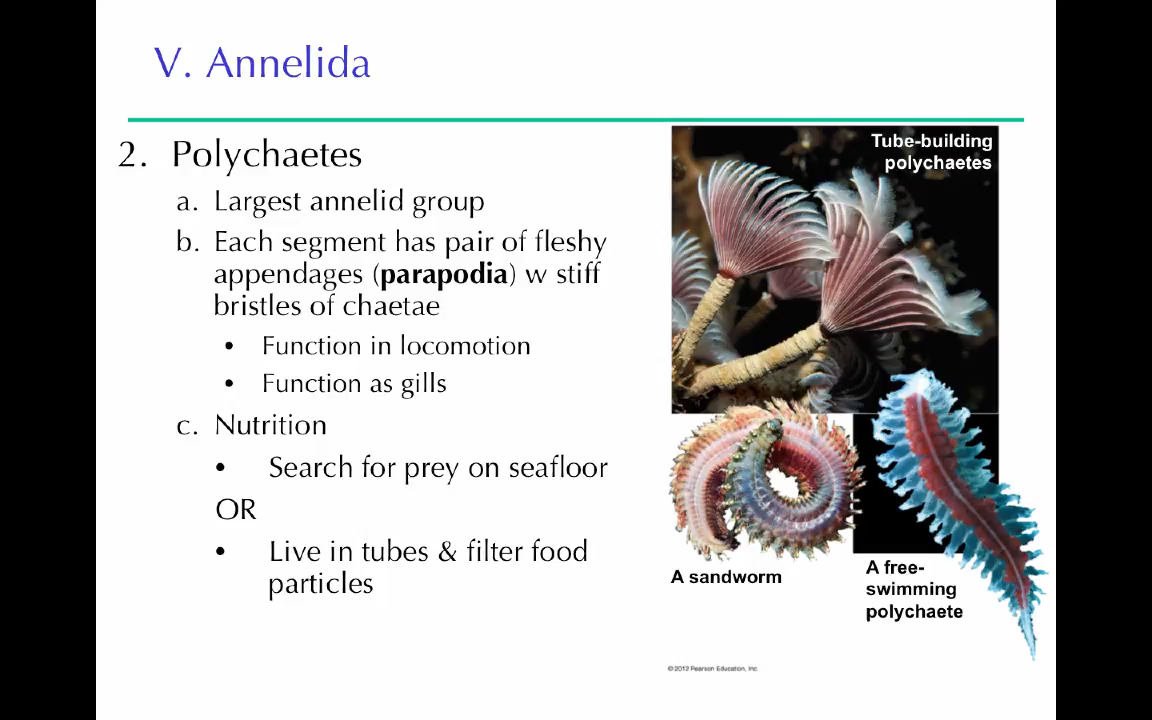 V. Annelida
2. Polychaetes
a. Largest annelid group
b. Each segment has pair of fleshy
appendages (parapodia) w stiff
bristles of chaetae
• Function in locomotion
• Function as gills
c. Nutrition
• Search for prey on seafloor
OR
• Live in tubes & filter food
particles
Tube-building
polychaetes
A sandworm
A free-
swimming
polychaete
© 2012 Pearson Education, Inc.